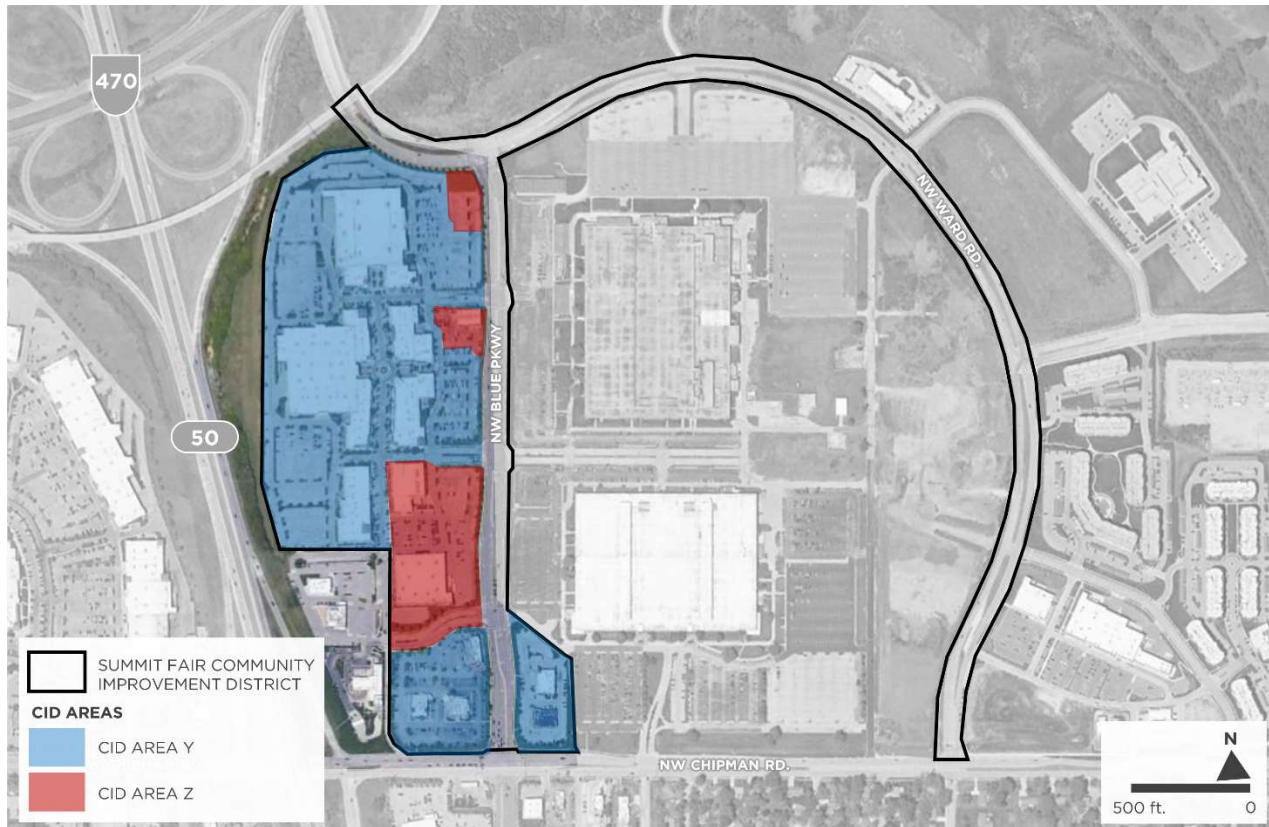 470
NW WARD RD.
NW BLUE PKWY
50
NW CHIPMAN RD.
SUMMIT FAIR COMMUNITY
IMPROVEMENT DISTRICT
CID AREAS
CID AREA Y
CID AREA Z
N
500 ft.
0